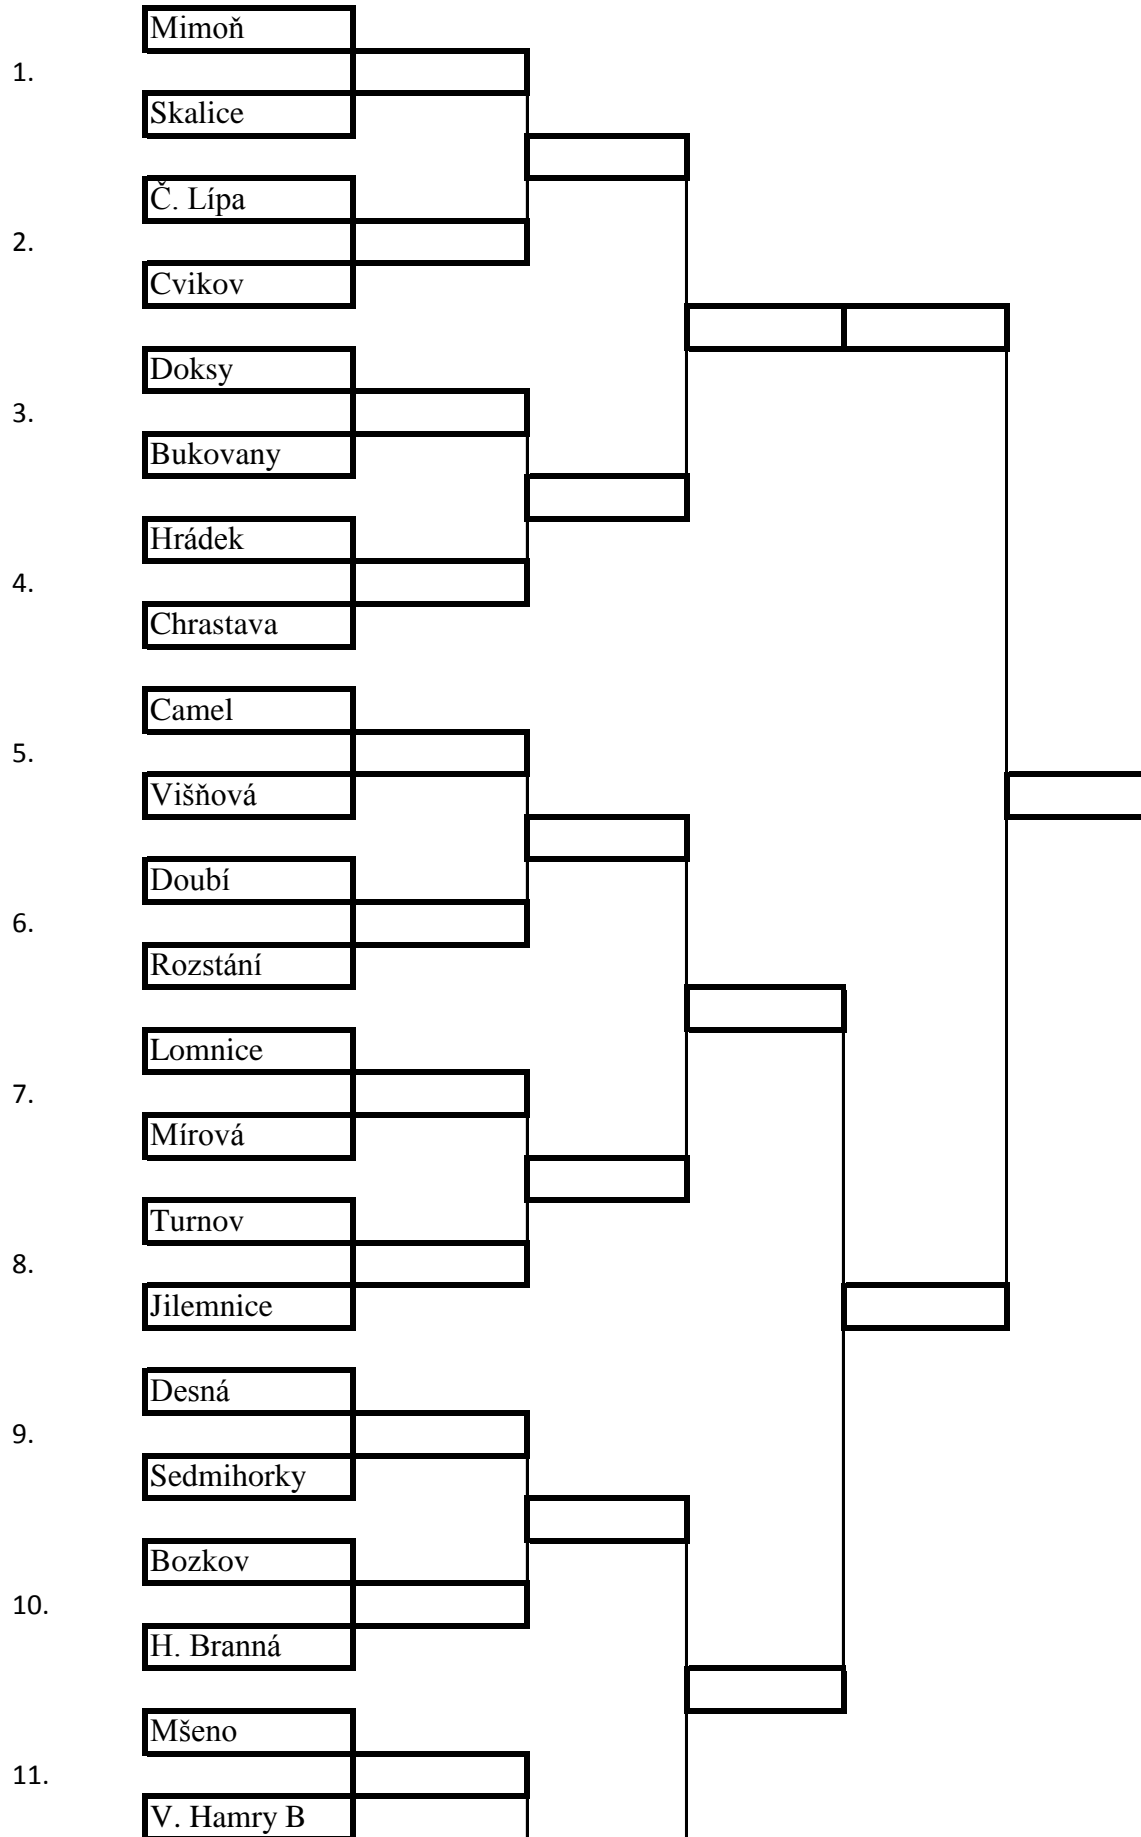 Mimoň
1.
Skalice
Č. Lípa
2.
Cvikov
Doksy
3.
Bukovany
Hrádek
4.
Chrastava
Camel
5.
Višňová
Doubí
6.
Rozstání
Lomnice
7.
Mírová
Turnov
8.
Jilemnice
Desná
9.
Sedmihorky
Bozkov
10.
H. Branná
Mšeno
11.
V. Hamry B